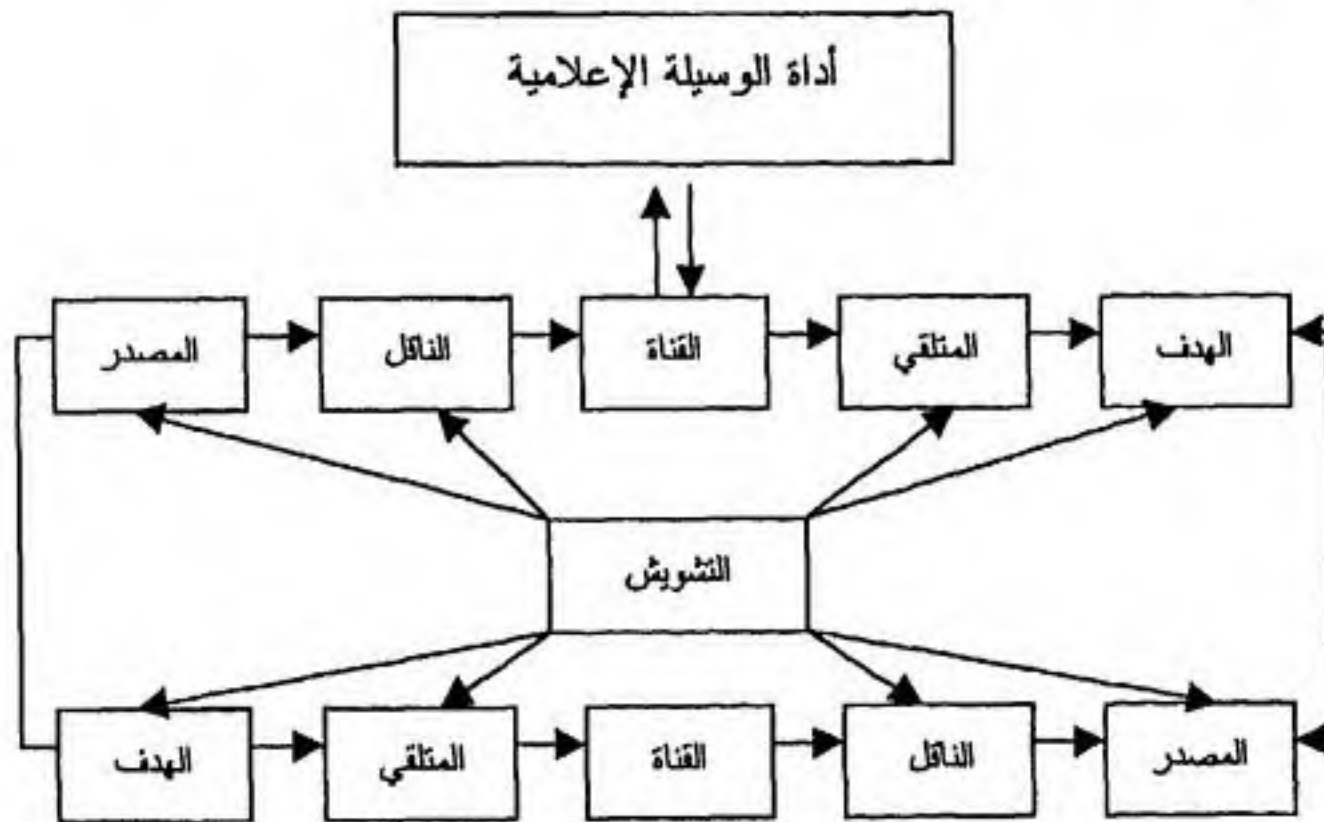 أداة الوسيلة الإعلامية
المصدر
الناقل
القناة
المتلقي
الهدف
التشويش
الهدف
المتلقي
القناة
الناقل
المصدر